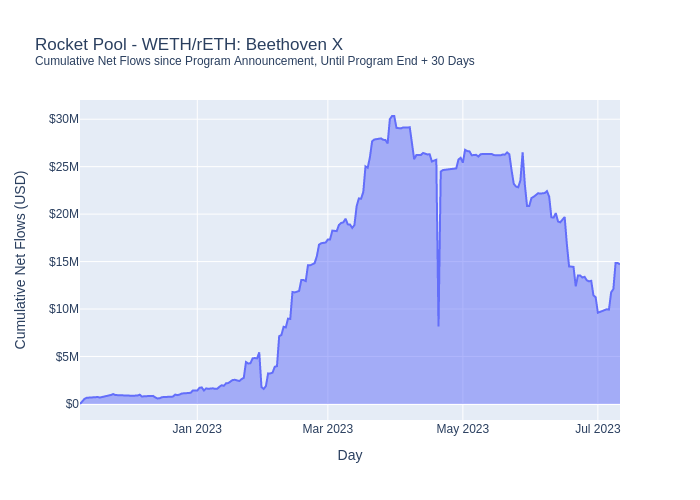 Rocket Pool - WETH/rETH: Beethoven X
Cumulative Net Flows since Program Announcement, Until Program End + 30 Days
$30M
$25M
$20M
$15M
$10M
$5M
$0
Cumulative Net Flows (USD)
Jan 2023
Mar 2023
May 2023
Jul 2023
Day